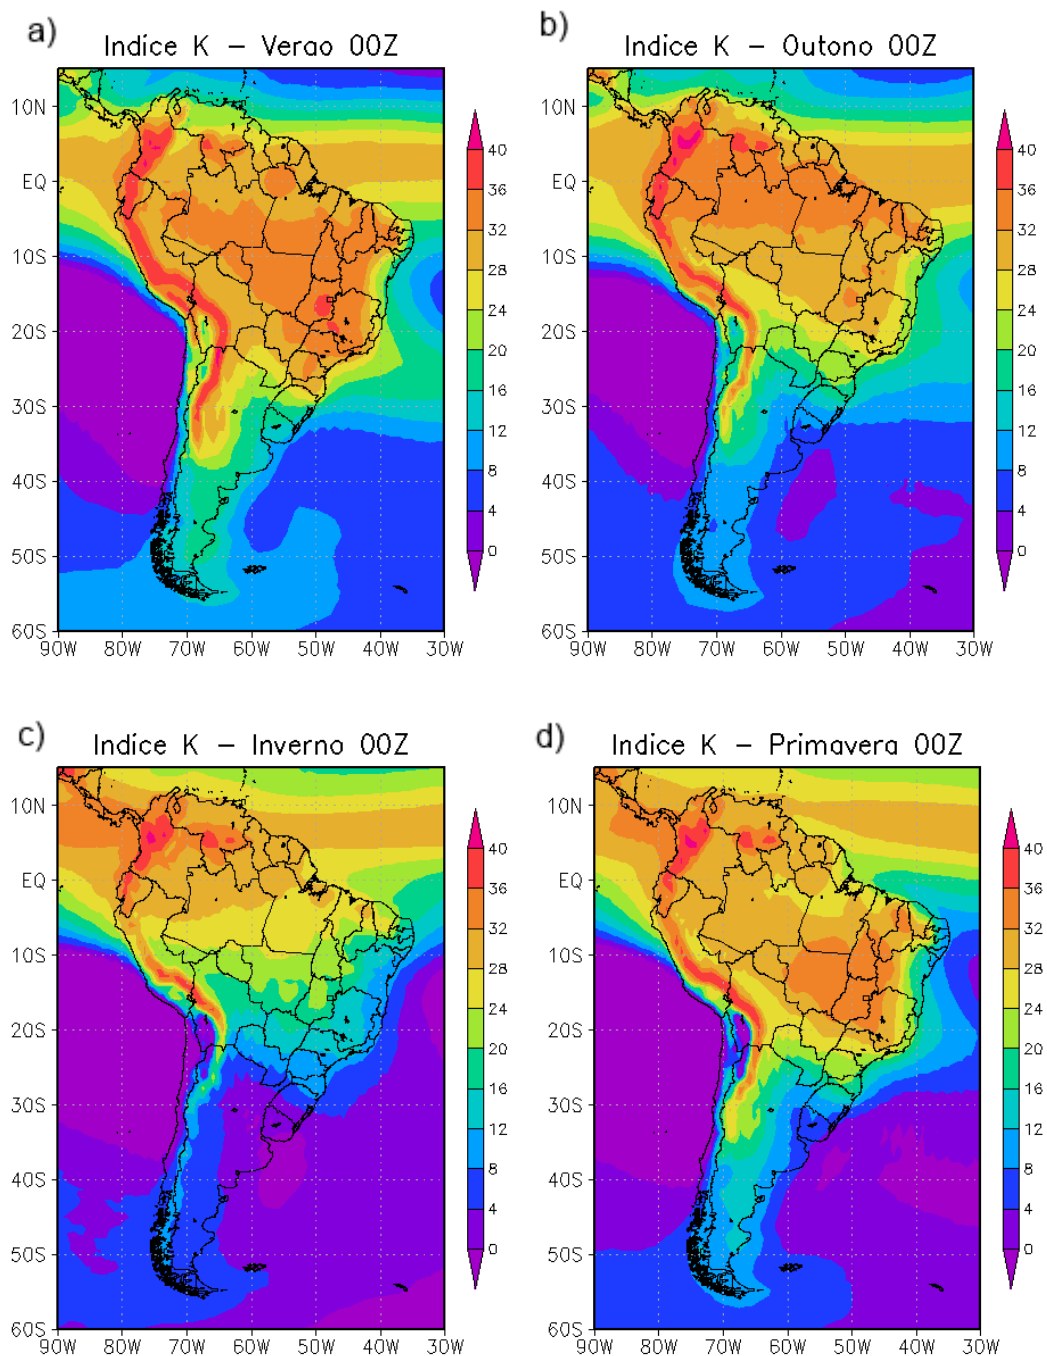 a) Indice K – Verao 00Z
10N
EQ
10S
20S
30S
40S
50S
60S
90W 80W 70W 60W 50W 40W 30W
40
36
32
28
24
20
16
12
8
4
0
b) Indice K – Outono 00Z
10N
EQ
10S
20S
30S
40S
50S
60S
90W 80W 70W 60W 50W 40W 30W
40
36
32
28
24
20
16
12
8
4
0
c) Indice K – Inverno 00Z
10N
EQ
10S
20S
30S
40S
50S
60S
90W 80W 70W 60W 50W 40W 30W
40
36
32
28
24
20
16
12
8
4
0
d) Indice K – Primavera 00Z
10N
EQ
10S
20S
30S
40S
50S
60S
90W 80W 70W 60W 50W 40W 30W
40
36
32
28
24
20
16
12
8
4
0